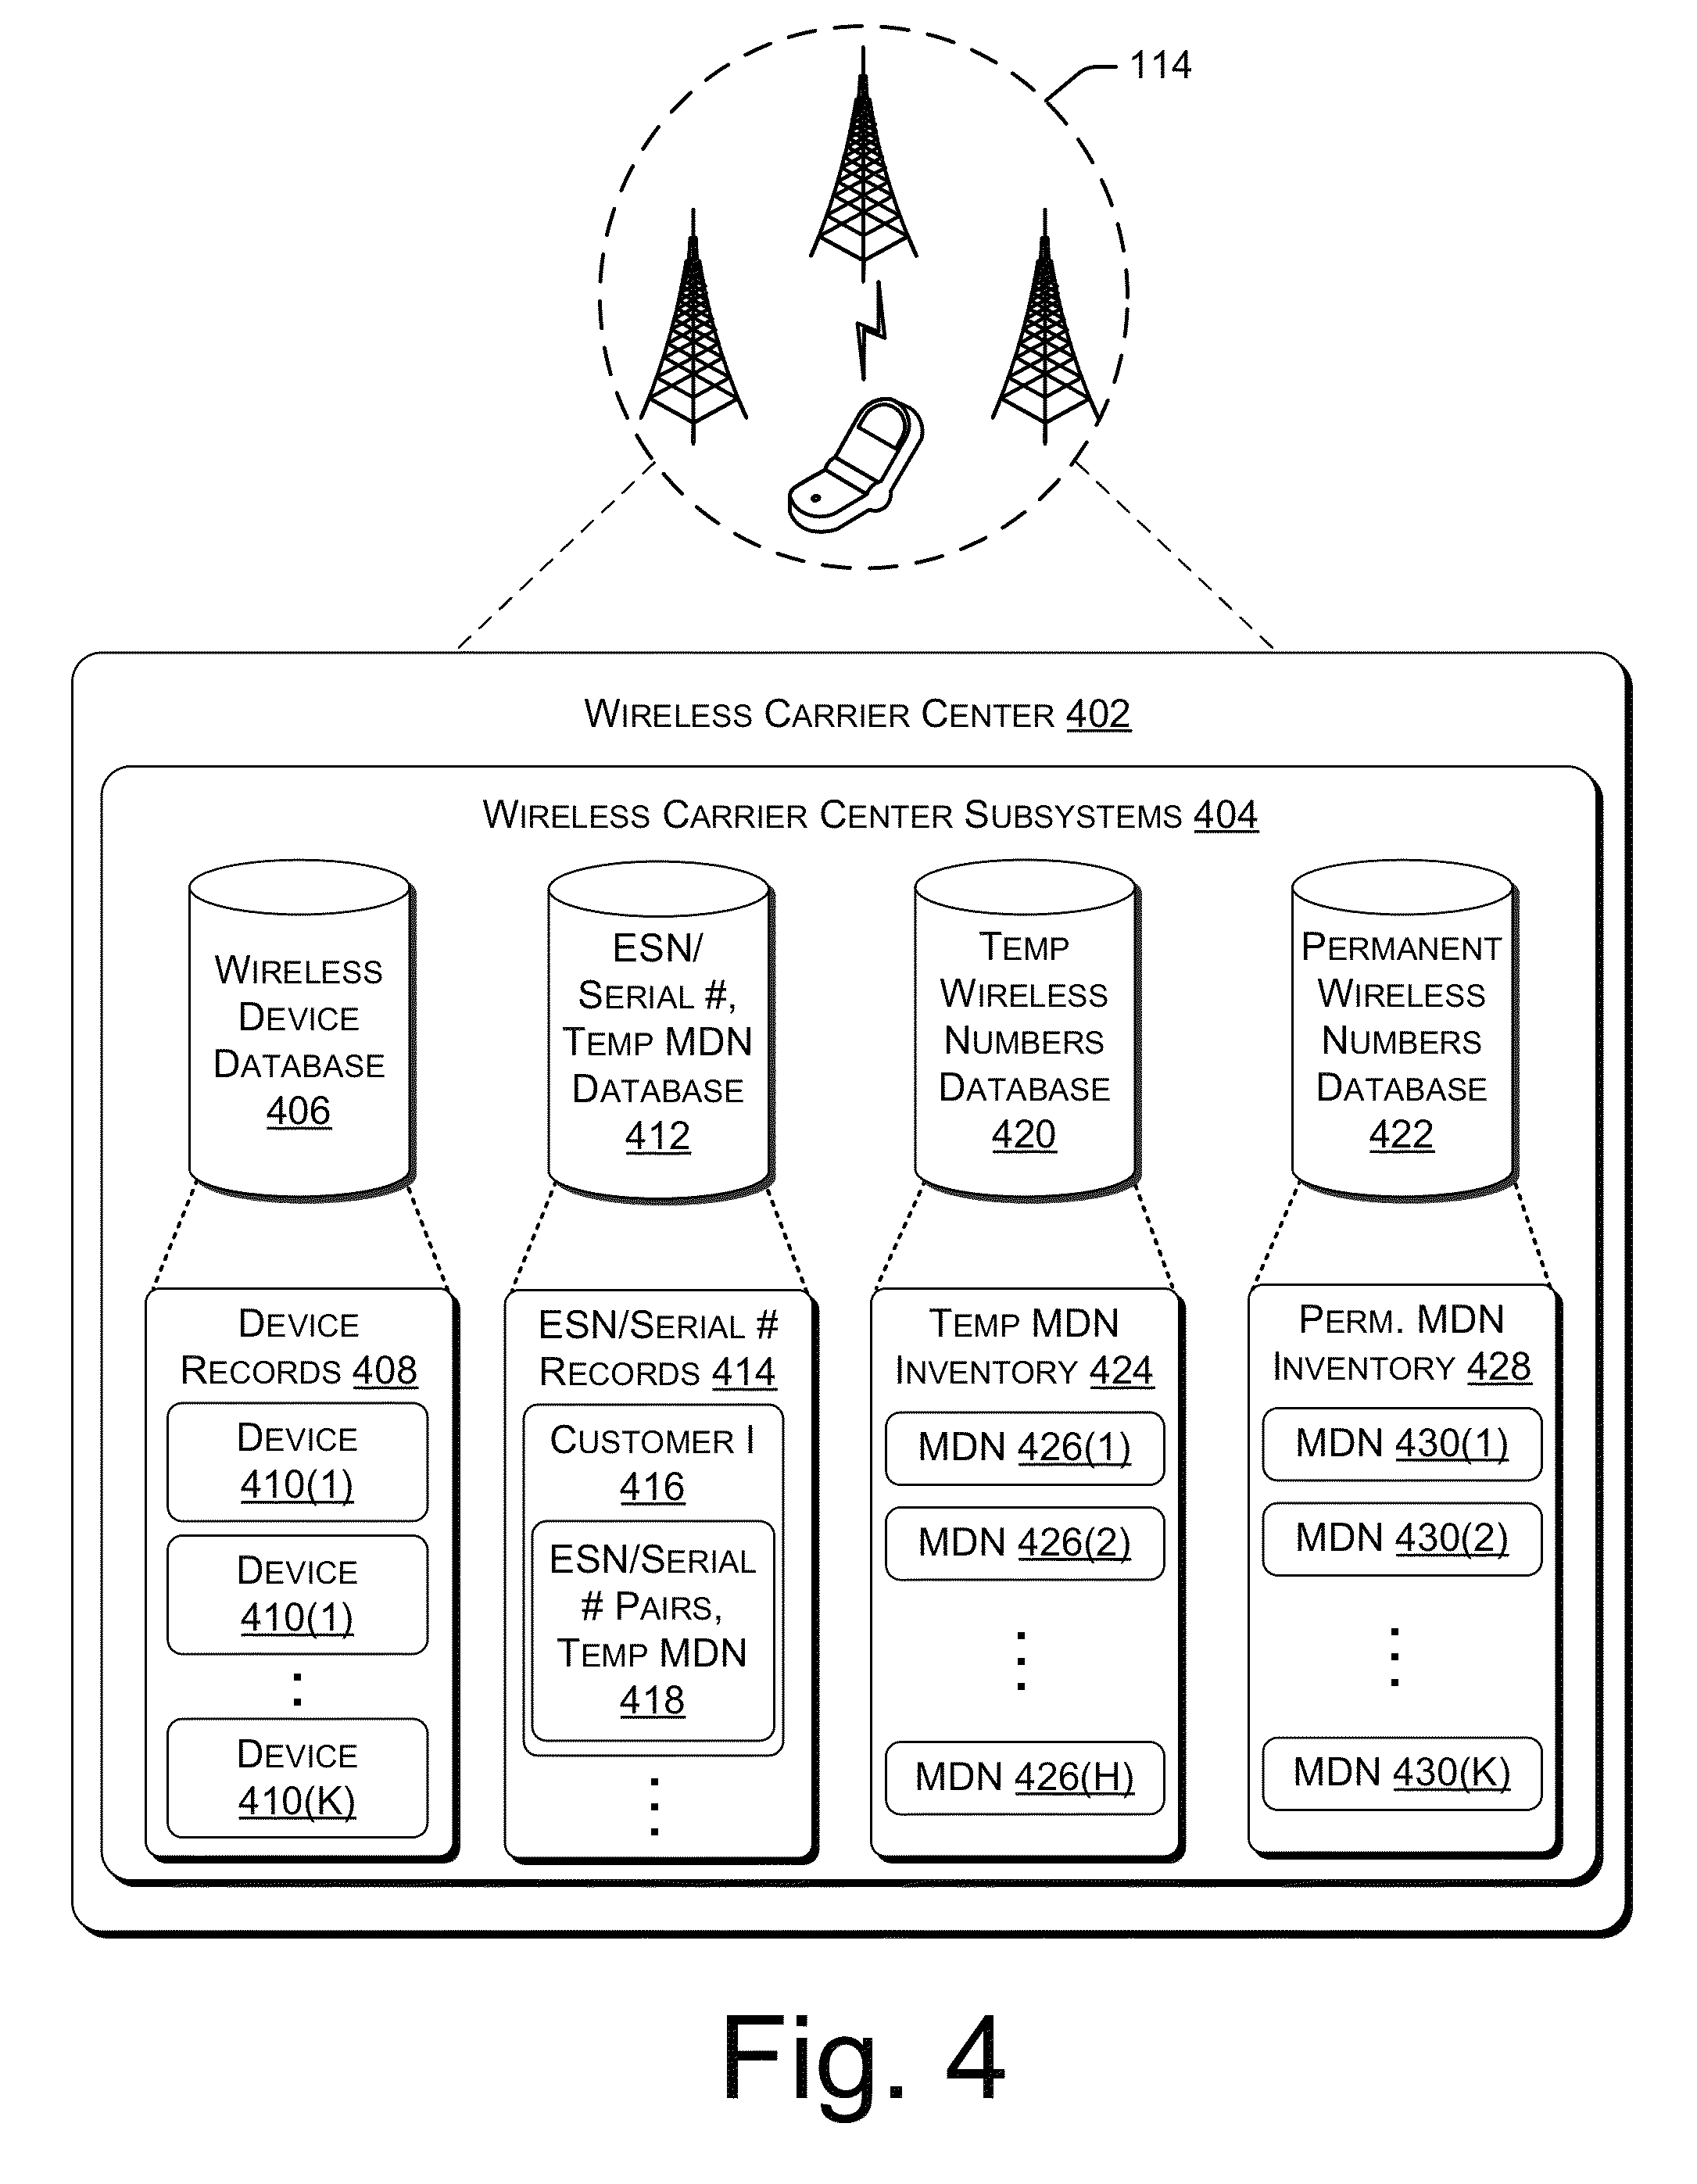 114
WIRELESS CARRIER CENTER 402
WIRELESS CARRIER CENTER SUBSYSTEMS 404
WIRELESS
DEVICE
DATABASE
406
ESN/
SERIAL #,
TEMP MDN
DATABASE
412
TEMP
WIRELESS
NUMBERS
DATABASE
420
PERMANENT
WIRELESS
NUMBERS
DATABASE
422
DEVICE
RECORDS 408
DEVICE
410(1)
DEVICE
410(1)
DEVICE
410(K)
ESN/SERIAL #
RECORDS 414
CUSTOMER I
416
ESN/SERIAL
# PAIRS,
TEMP MDN
418
TEMP MDN
INVENTORY 424
MDN 426(1)
MDN 426(2)
MDN 426(H)
PERM. MDN
INVENTORY 428
MDN 430(1)
MDN 430(2)
MDN 430(K)
Fig. 4